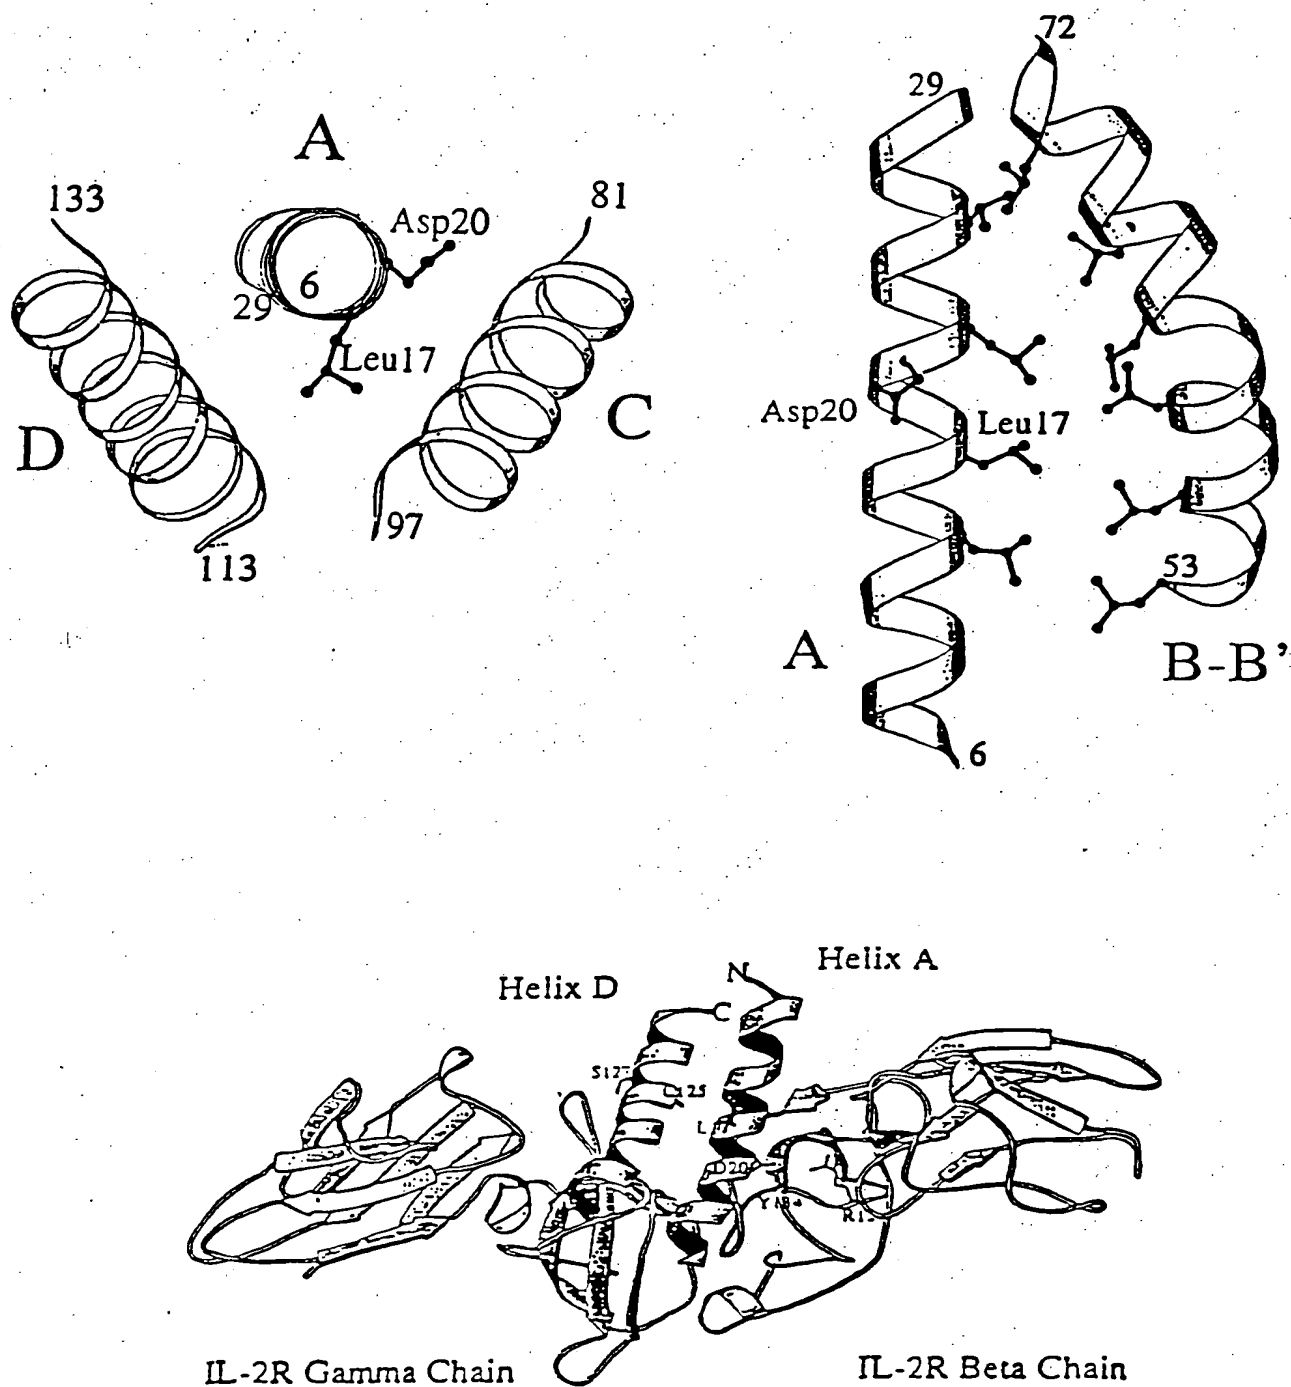 72
29
A
133
Asp20
81
6
29
Leu17
Asp20
Leu17
D
C
97
53
113
A
B-B'
6
N
Helix A
Helix D
C
D20
IL-2R Gamma Chain
IL-2R Beta Chain